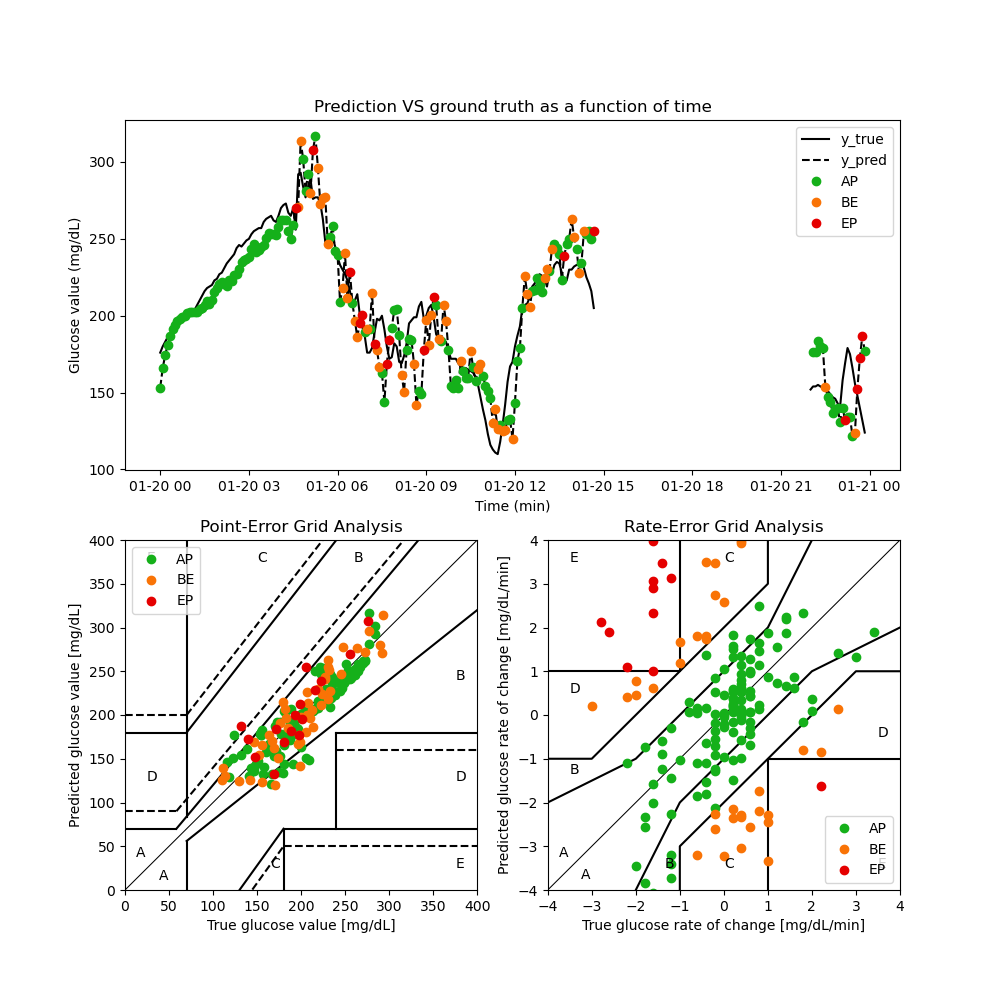 Prediction VS ground truth as a function of time
Glucose value (mg/dL)
300
250
200
150
100
y_true
y_pred
AP
BE
EP
01-20 00 01-20 03 01-20 06 01-20 09 01-20 12 01-20 15 01-20 18 01-20 21 01-21 00
Time (min)
Point-Error Grid Analysis
Predicted glucose value [mg/dL]
400
350
300
250
200
150
100
50
0
AP
BE
EP
E
C
B
B
D
D
A
A
C
E
0 50 100 150 200 250 300 350 400
True glucose value [mg/dL]
Rate-Error Grid Analysis
Predicted glucose rate of change [mg/dL/min]
4
3
2
1
0
−1
−2
−3
−4
E
C
D
D
B
A
A
B
C
E
AP
BE
EP
−4 −3 −2 −1 0 1 2 3 4
True glucose rate of change [mg/dL/min]